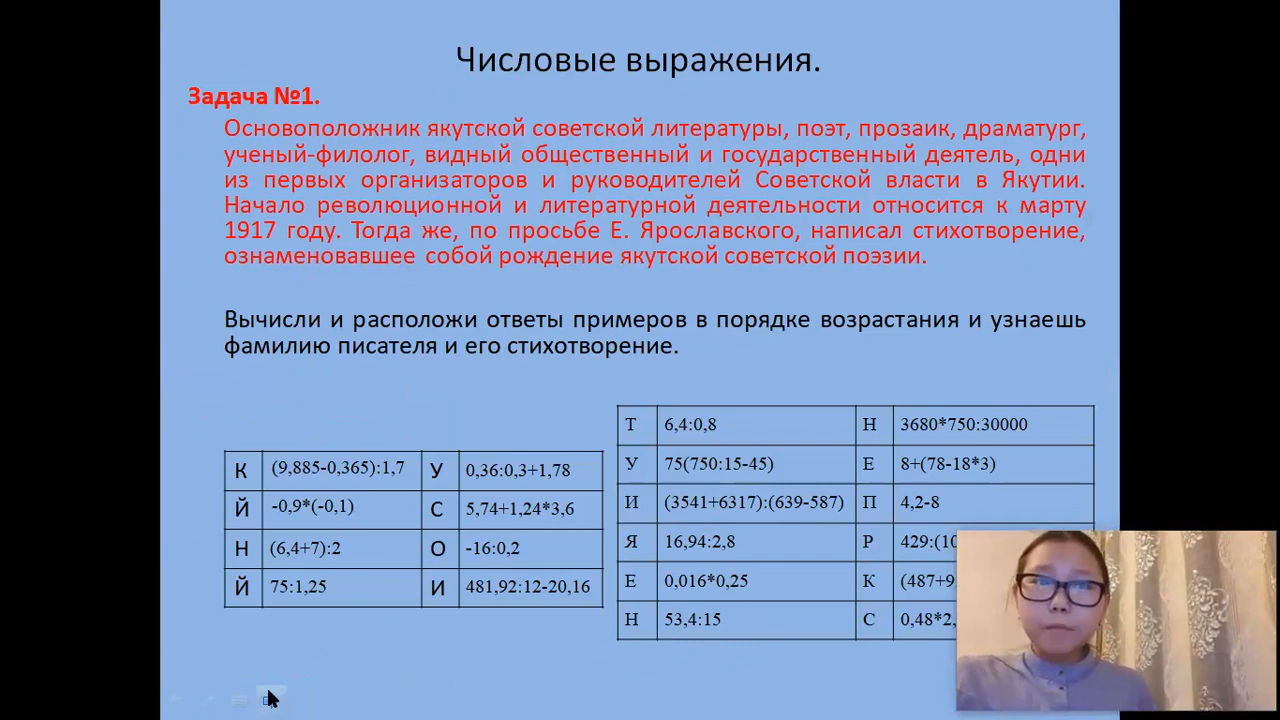 Числовые выражения.
Задача №1.
Основоположник якутской советской литературы, поэт, прозаик, драматург,
ученый-филолог, видный общественный и государственный деятель, одни
из первых организаторов и руководителей Советской власти в Якутии.
Начало революционной и литературной деятельности относится к марту
1917 году. Тогда же, по просьбе Е. Ярославского, написал стихотворение,
ознаменовавшее собой рождение якутской советской поэзии.
Вычисли и расположи ответы примеров в порядке возрастания и узнаешь
фамилию писателя и его стихотворение.
К (9,885-0,365):1,7 У 0,36:0,3+1,78
Й -0,9*(-0,1) С 5,74+1,24*3,6
Н (6,4+7):2 О -16:0,2
Й 75:1,25 И 481,92:12-20,16
Т 6,4:0,8 Н 3680*750:30000
У 75(750:15-45) Е 8+(78-18*3)
И (3541+6317):(639-587) П 4,2-8
Я 16,94:2,8 Р 429:(10
Е 0,016*0,25 К (487+9
Н 53,4:15 С 0,48*2,